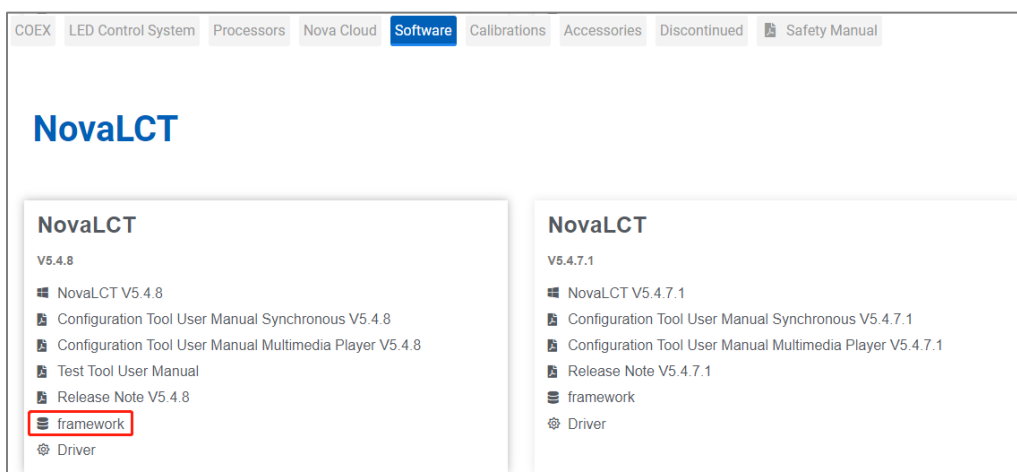 COEX LED Control System Processors Nova Cloud Software Calibrations Accessories Discontinued Safety Manual
NovaLCT
NovaLCT
V5.4.8
NovaLCT V5.4.8
Configuration Tool User Manual Synchronous V5.4.8
Configuration Tool User Manual Multimedia Player V5.4.8
Test Tool User Manual
Release Note V5.4.8
framework
Driver
NovaLCT
V5.4.7.1
NovaLCT V5.4.7.1
Configuration Tool User Manual Synchronous V5.4.7.1
Configuration Tool User Manual Multimedia Player V5.4.7.1
Release Note V5.4.7.1
framework
Driver